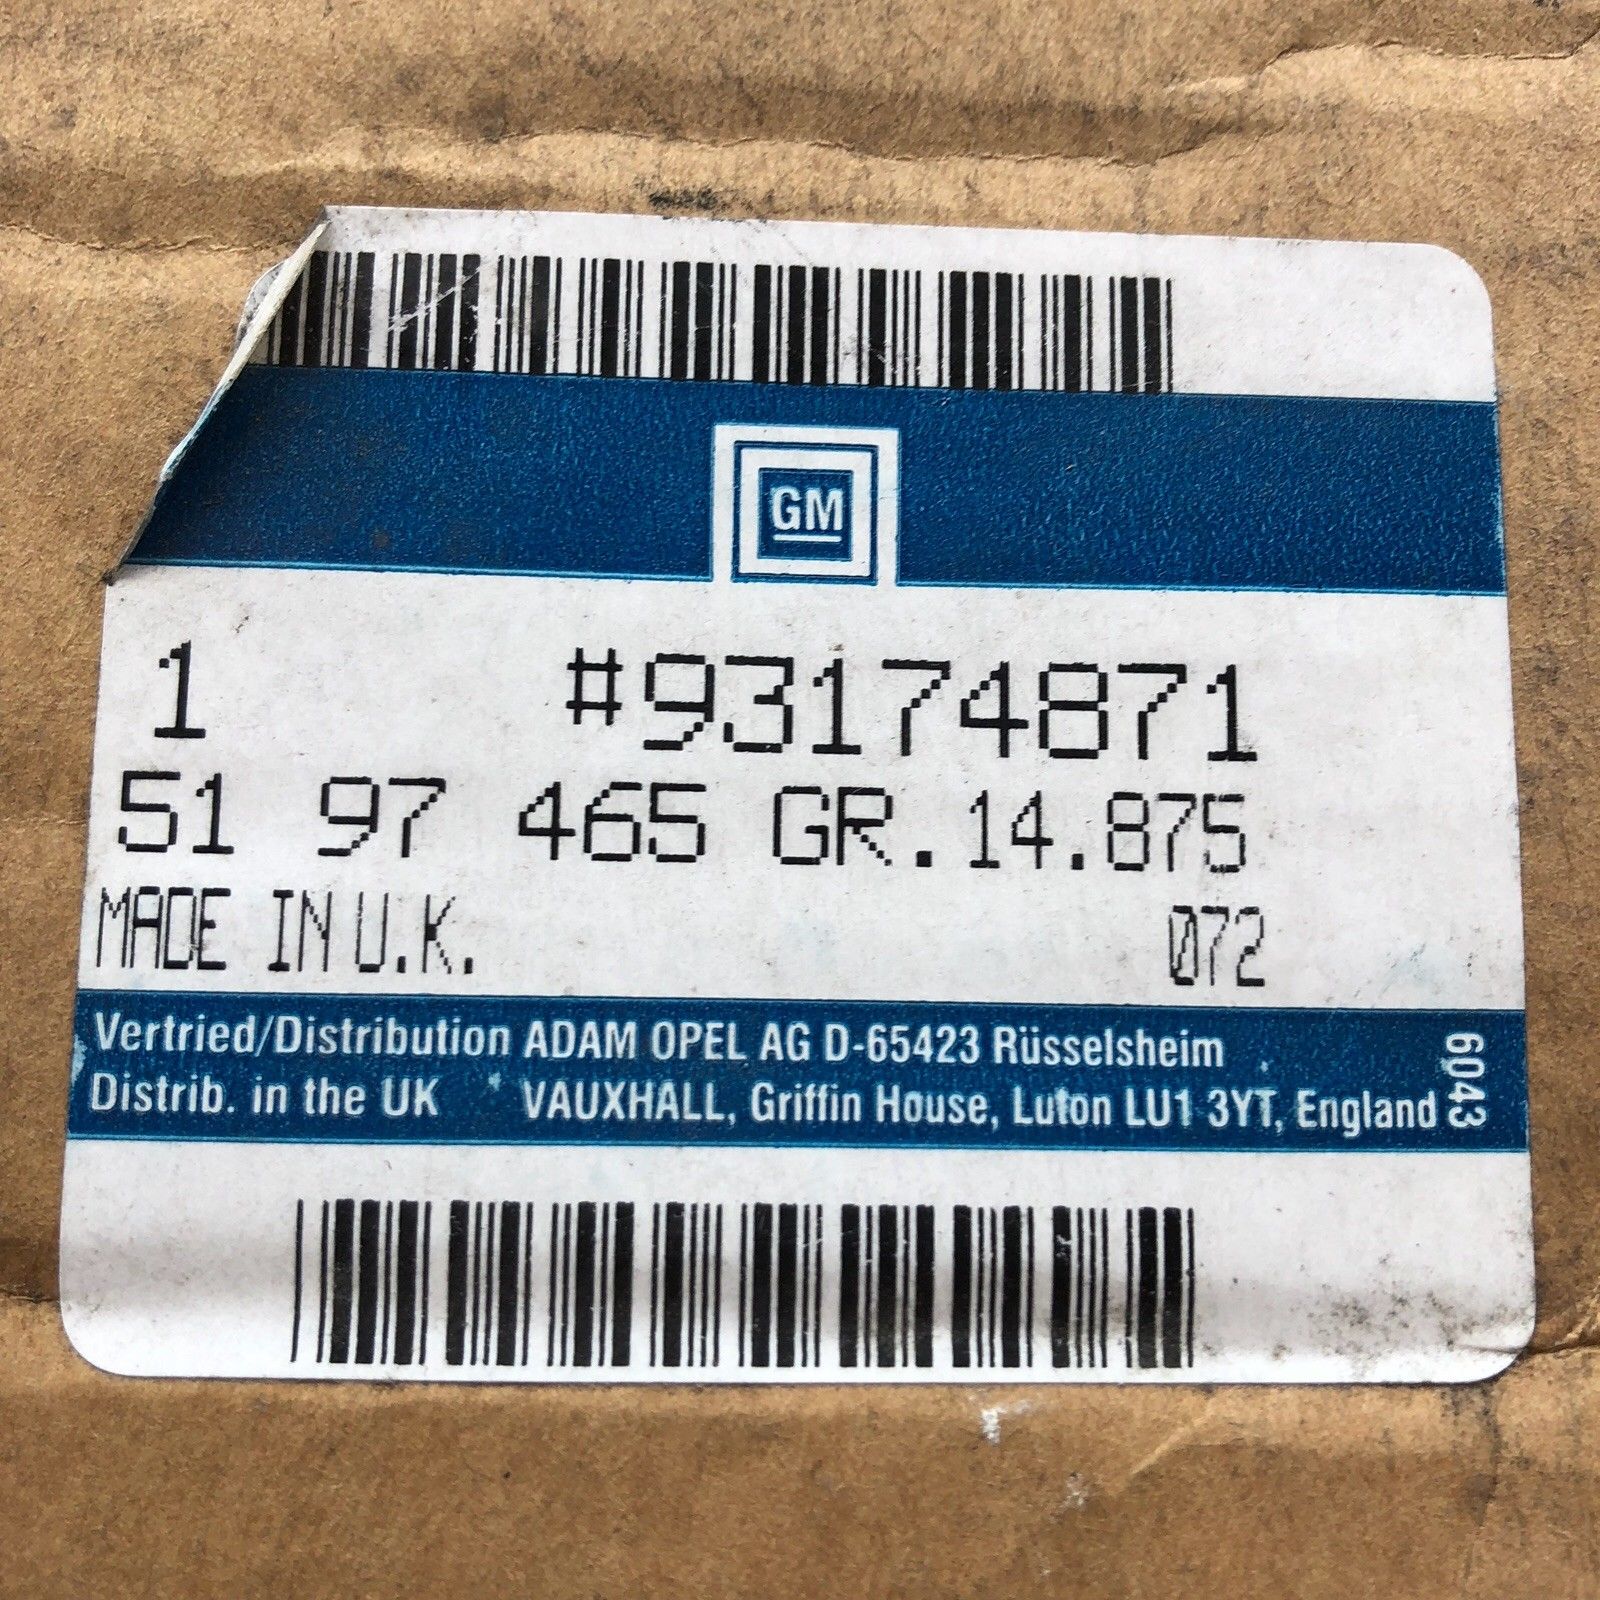 GM
1 #93174871
51 97 465 GR.14.875
MADE IN U.K. 072
Vertried/Distribution ADAM OPEL AG D-65423 Rüsselsheim
Distrib. in the UK VAUXHALL, Griffin House, Luton LU1 3YT, England
6043